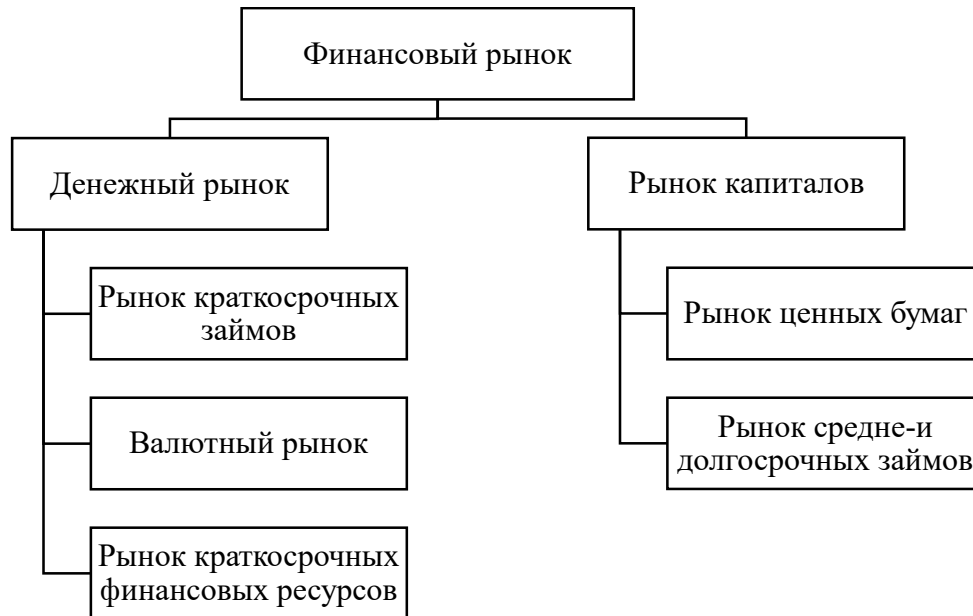 Финансовый рынок
Денежный рынок
Рынок капиталов
Рынок краткосрочных
займов
Рынок ценных бумаг
Валютный рынок
Рынок средне-и
долгосрочных займов
Рынок краткосрочных
финансовых ресурсов